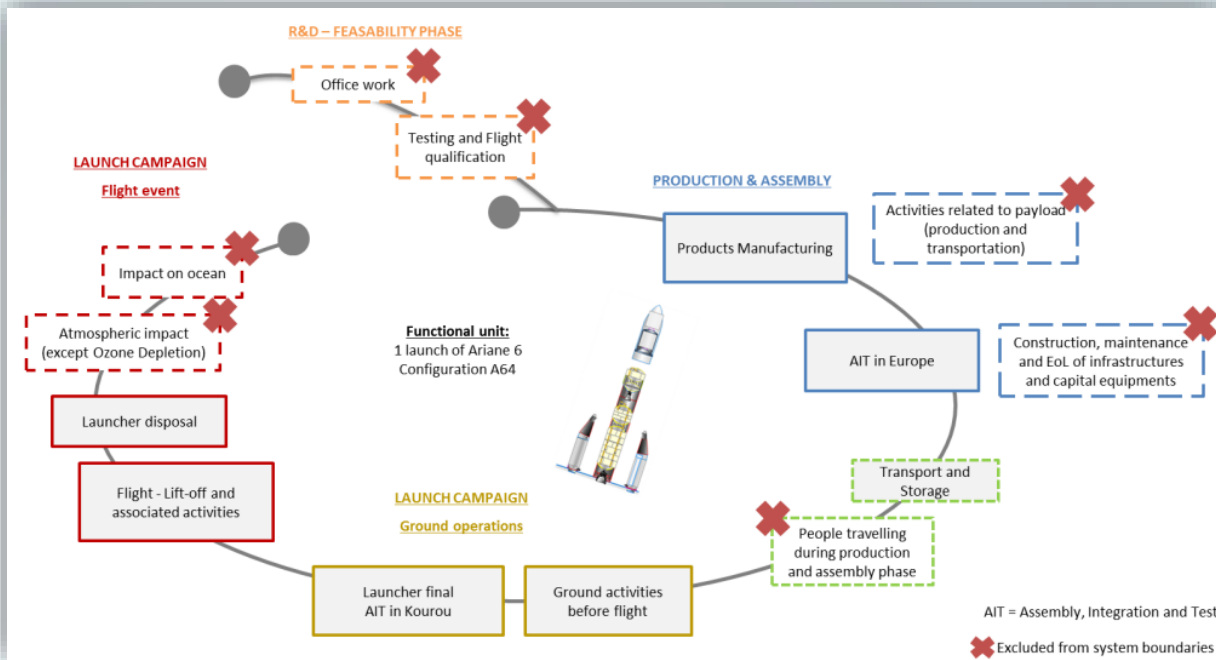 R&D – FEASABILITY PHASE
Office work
Testing and Flight
qualification
LAUNCH CAMPAIGN
Flight event
PRODUCTION & ASSEMBLY
Activities related to payload
(production and
transportation)
Products Manufacturing
Impact on ocean
Atmospheric impact
(except Ozone Depletion)
Functional unit:
1 launch of Ariane 6
Configuration A64
AIT in Europe
Construction, maintenance
and EoL of infrastructures
and capital equipments
Launcher disposal
Flight - Lift-off and
associated activities
Transport and
Storage
LAUNCH CAMPAIGN
Ground operations
People travelling
during production
and assembly phase
Launcher final
AIT in Kourou
Ground activities
before flight
AIT = Assembly, Integration and Test
Excluded from system boundaries